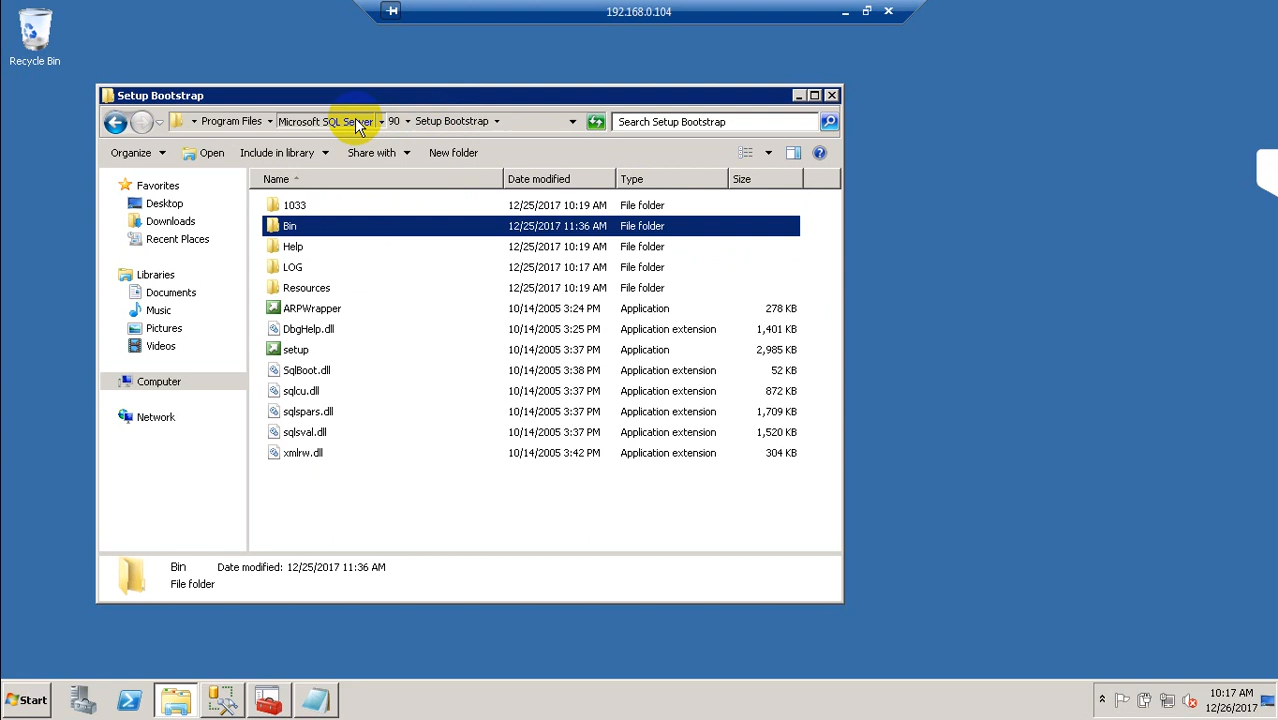 192.168.0.104
Recycle Bin
Setup Bootstrap
Program Files Microsoft SQL Server 90 Setup Bootstrap
Search Setup Bootstrap
Organize Open Include in library Share with New folder
Name Date modified Type Size
Favorites
Desktop
Downloads
Recent Places
Libraries
Documents
Music
Pictures
Videos
Computer
Network
1033 12/25/2017 10:19 AM File folder
Bin 12/25/2017 11:36 AM File folder
Help 12/25/2017 10:19 AM File folder
LOG 12/25/2017 10:17 AM File folder
Resources 12/25/2017 10:19 AM File folder
ARPWrapper 10/14/2005 3:24 PM Application 278 KB
DbgHelp.dll 10/14/2005 3:25 PM Application extension 1,401 KB
setup 10/14/2005 3:37 PM Application 2,985 KB
SqlBoot.dll 10/14/2005 3:38 PM Application extension 52 KB
sqlcu.dll 10/14/2005 3:37 PM Application extension 872 KB
sqlspars.dll 10/14/2005 3:37 PM Application extension 1,709 KB
sqlsval.dll 10/14/2005 3:37 PM Application extension 1,520 KB
xmlrw.dll 10/14/2005 3:42 PM Application extension 304 KB
Bin Date modified: 12/25/2017 11:36 AM
File folder
Start
10:17 AM
12/26/2017